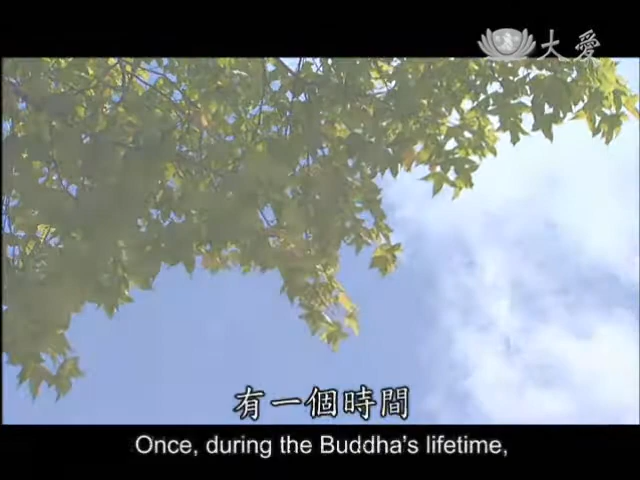 大愛
有一個時間
Once, during the Buddha's lifetime,